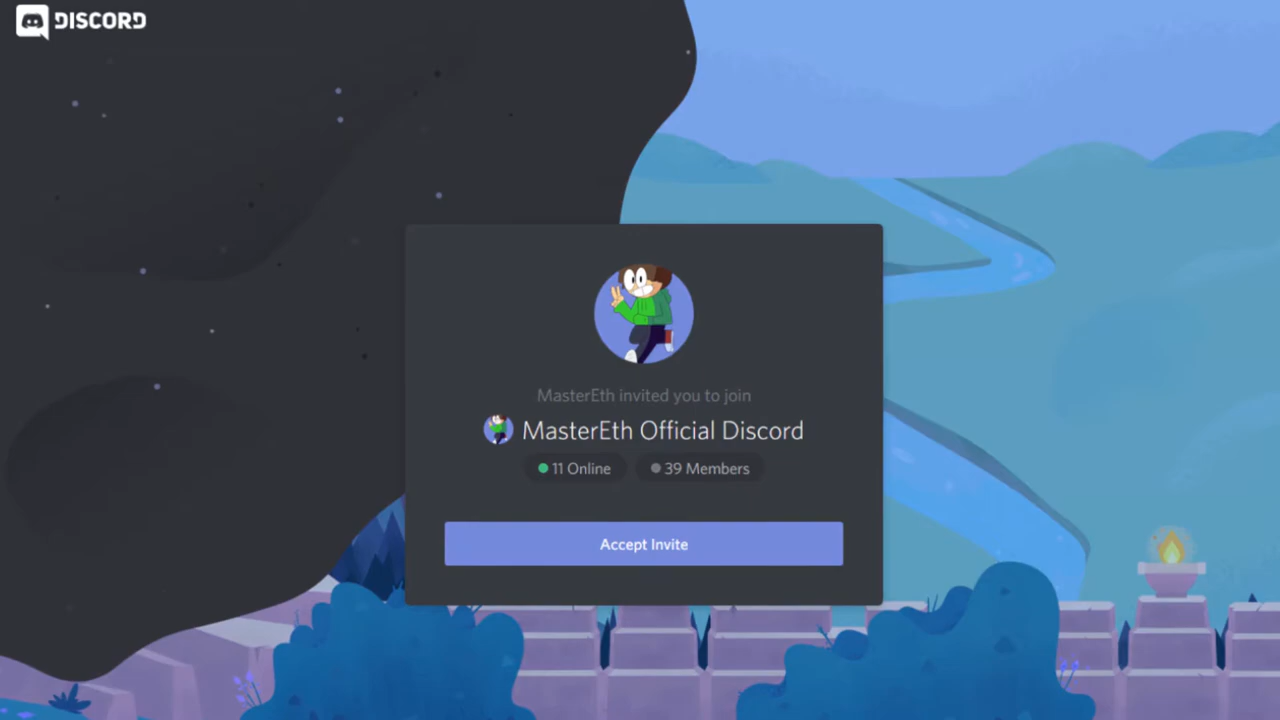 DISCORD
MasterEth invited you to join
MasterEth Official Discord
11 Online 39 Members
Accept Invite